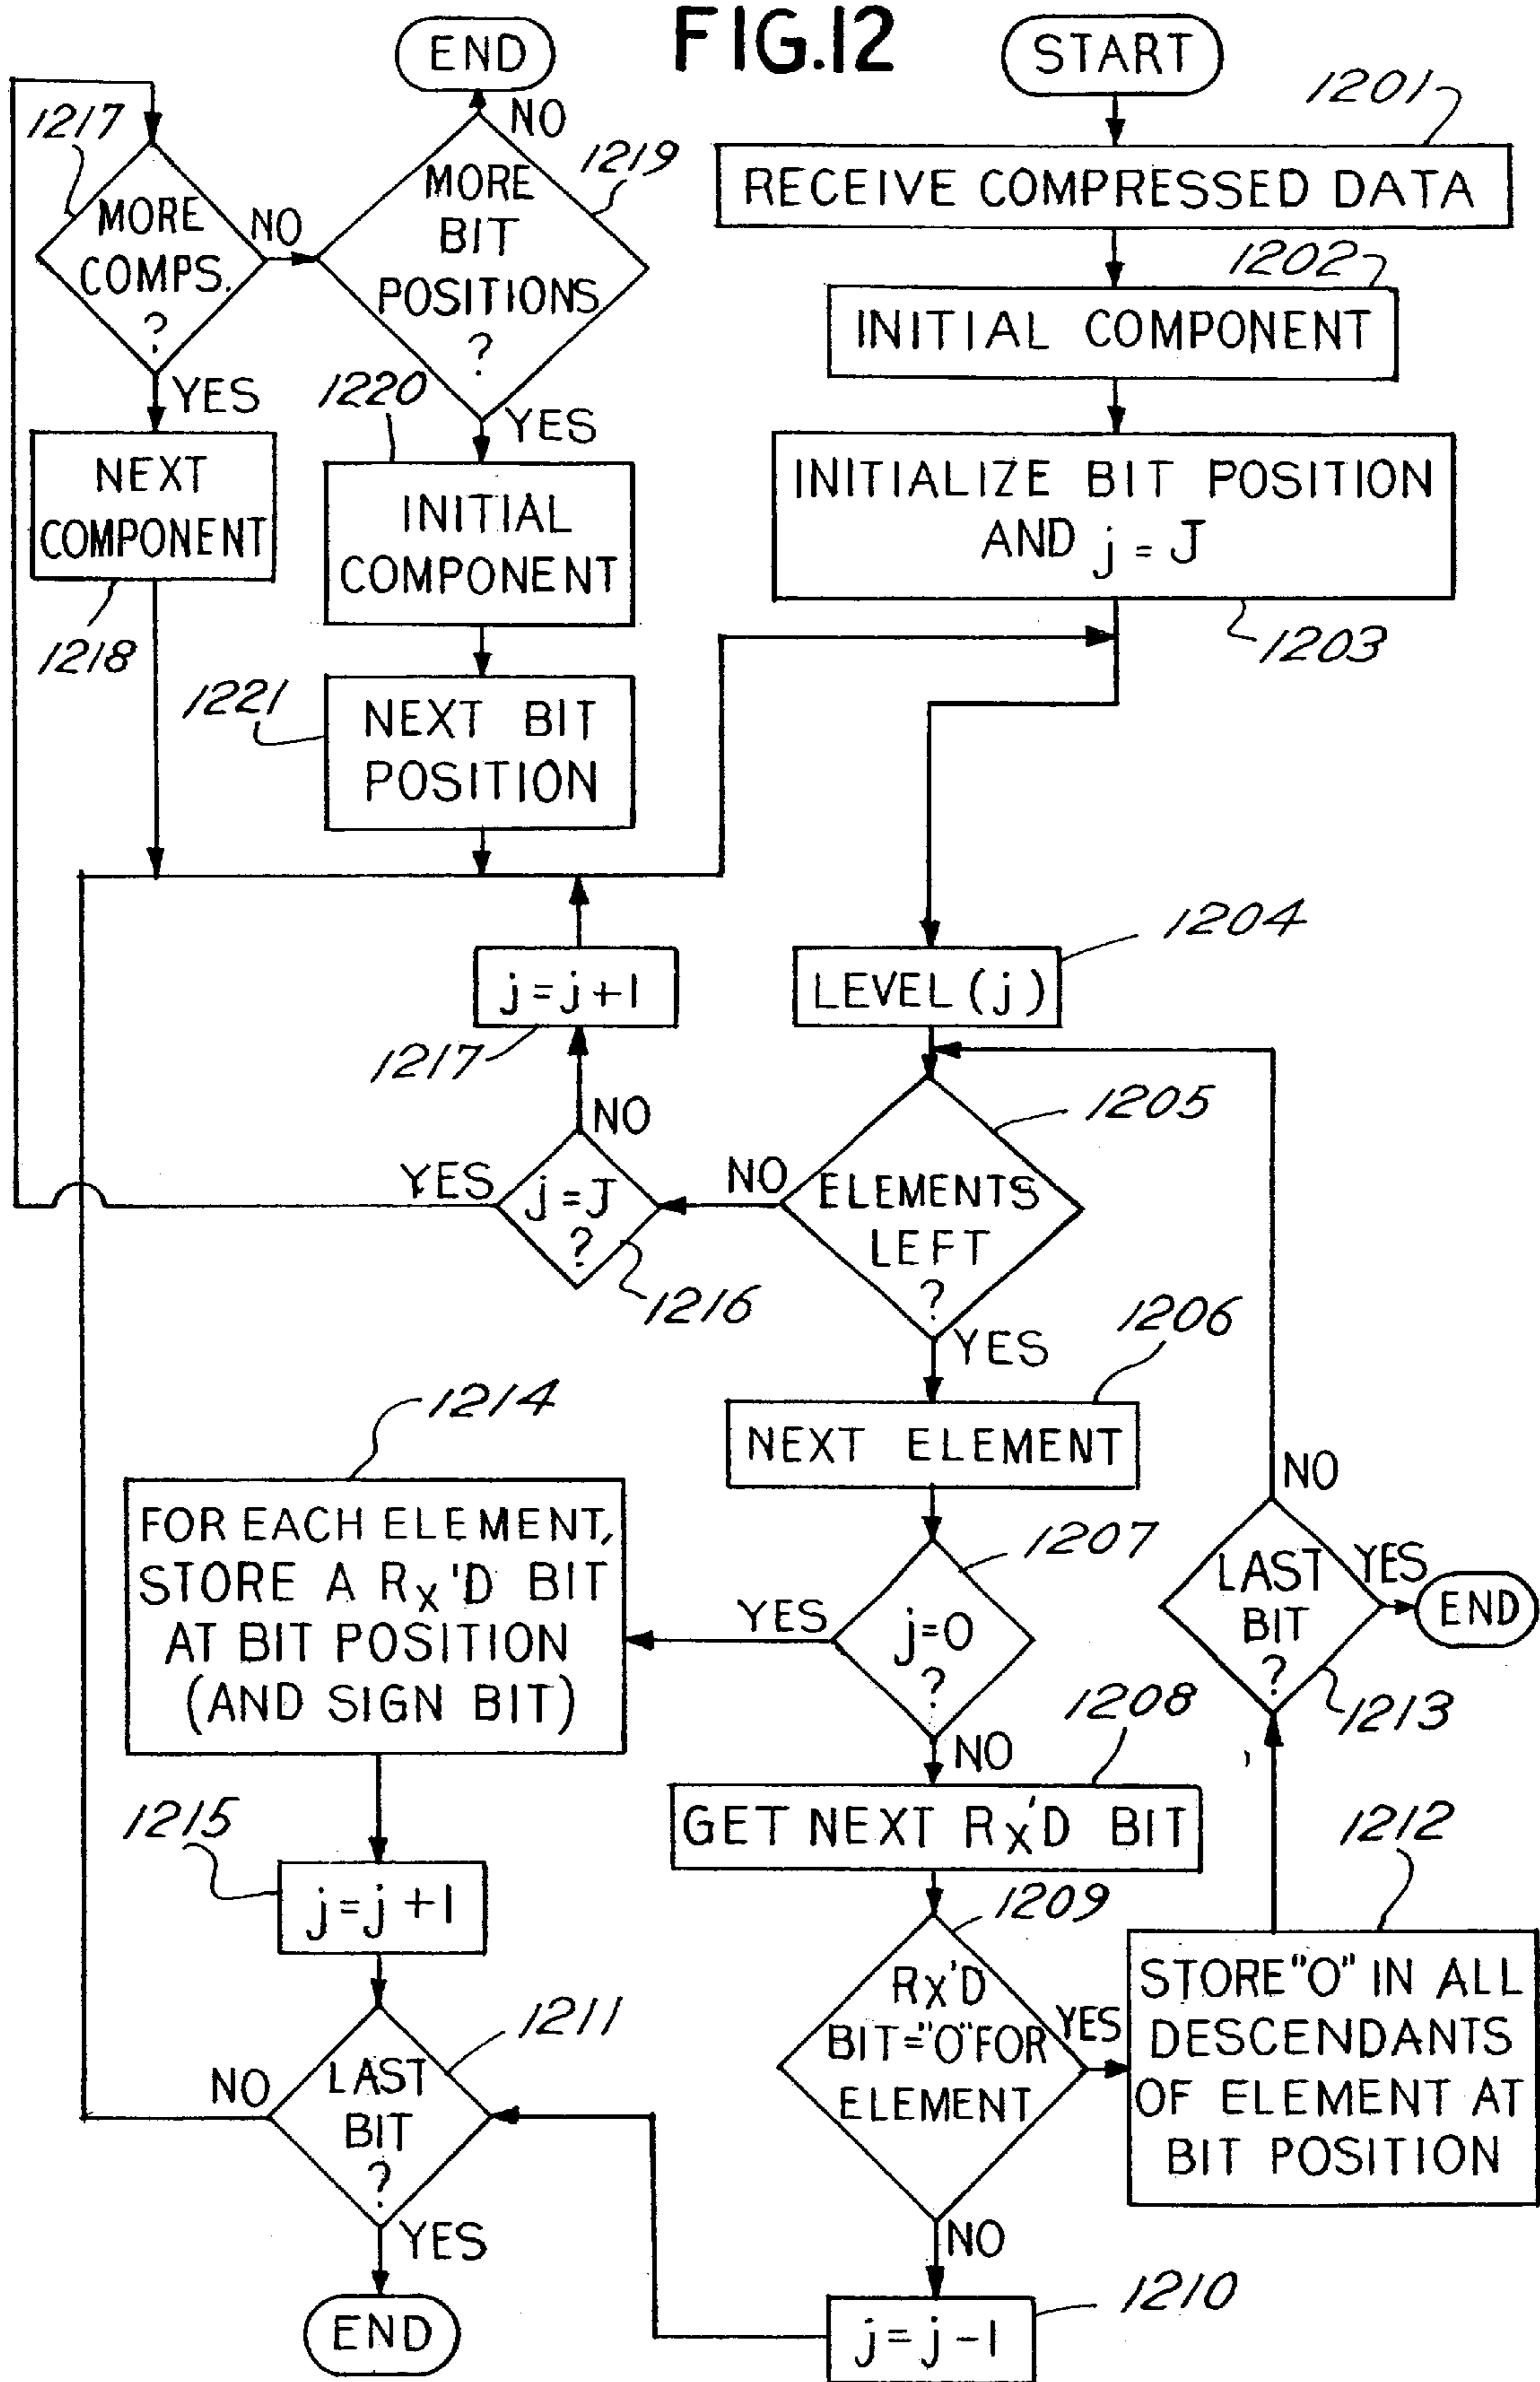 FIG.12
END
START
1201
RECEIVE COMPRESSED DATA
1202
INITIAL COMPONENT
INITIALIZE BIT POSITION
AND j = J
1203
1217
MORE
COMPS.
?
NO
YES
NEXT
COMPONENT
1218
NO
1219
MORE
BIT
POSITIONS
?
YES
1220
INITIAL
COMPONENT
1221
NEXT BIT
POSITION
j = j + 1
1217
NO
YES
j = J
?
1216
1204
LEVEL (j)
1205
NO
ELEMENTS
LEFT
?
YES
1206
NEXT ELEMENT
1207
YES
j=0
?
NO
1208
GET NEXT RX'D BIT
1209
RX'D
BIT="0" FOR
ELEMENT
YES
NO
1210
j = j - 1
1212
STORE "0" IN ALL
DESCENDANTS
OF ELEMENT AT
BIT POSITION
NO
LAST
BIT
?
YES
END
1213
1214
FOR EACH ELEMENT,
STORE A RX'D BIT
AT BIT POSITION
(AND SIGN BIT)
1215
j = j + 1
1211
NO
LAST
BIT
?
YES
END